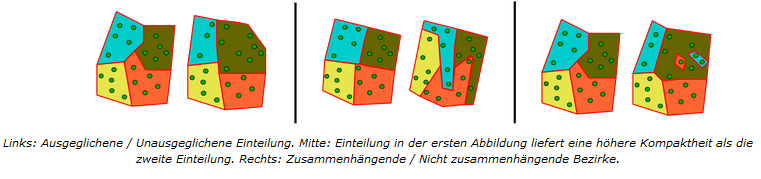 Links: Ausgeglichene / Unausgeglichene Einteilung. Mitte: Einteilung in der ersten Abbildung liefert eine höhere Kompaktheit als die
zweite Einteilung. Rechts: Zusammenhängende / Nicht zusammenhängende Bezirke.